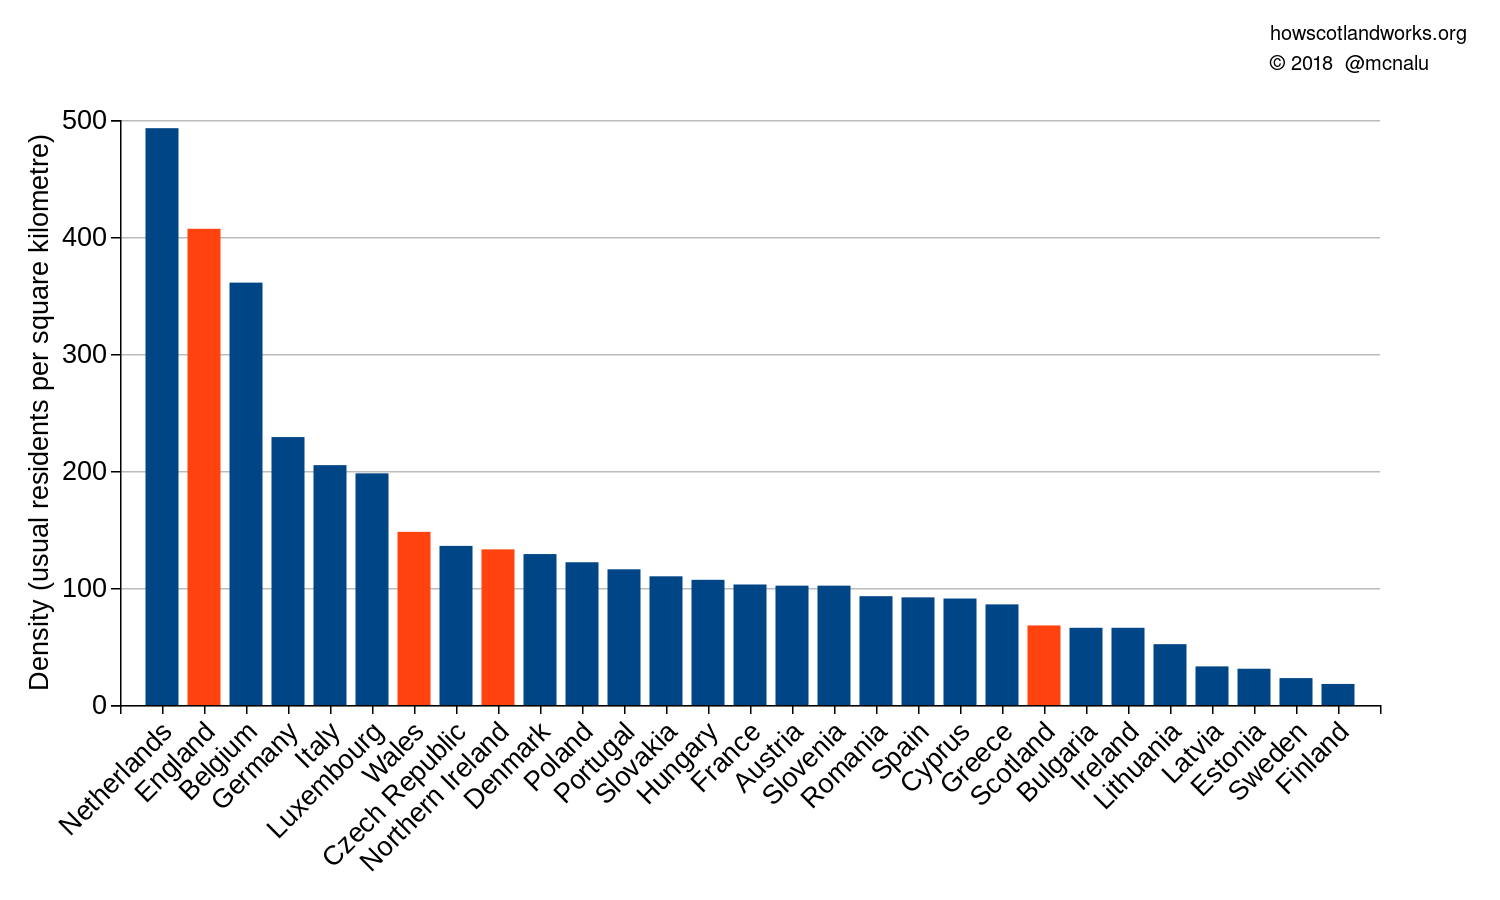 howscotlandworks.org
© 2018  @mcnalu
Density (usual residents per square kilometre)
500
400
300
200
100
0
Netherlands
England
Belgium
Germany
Italy
Luxembourg
Wales
Czech Republic
Northern Ireland
Denmark
Poland
Portugal
Slovakia
Hungary
France
Austria
Slovenia
Romania
Spain
Cyprus
Greece
Scotland
Bulgaria
Ireland
Lithuania
Latvia
Estonia
Sweden
Finland